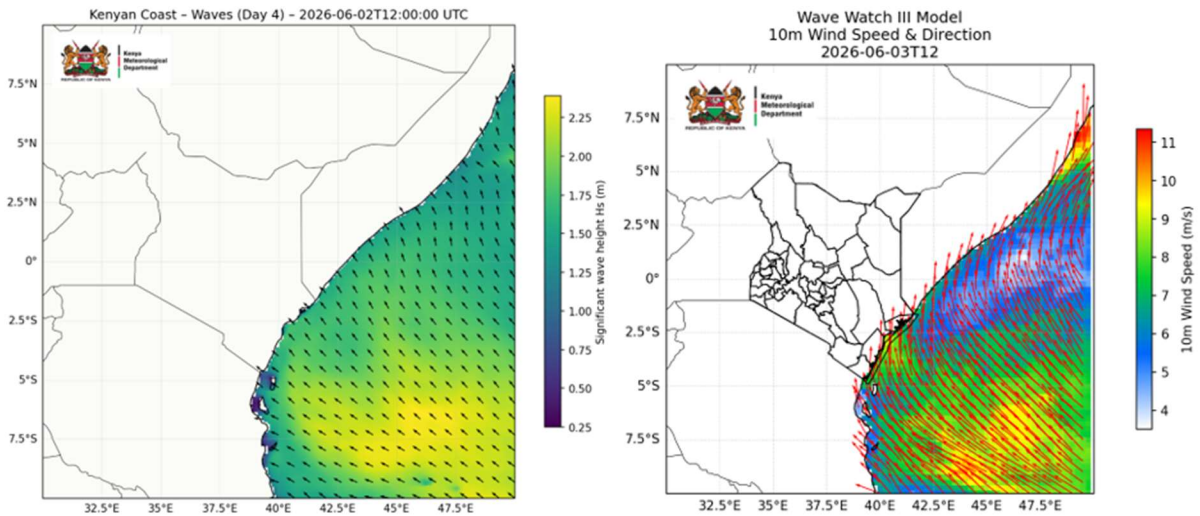 Kenyan Coast – Waves (Day 4) – 2026-06-02T12:00:00 UTC
Kenya
Meteorological
Department
REPUBLIC OF KENYA
7.5°N
5°N
2.5°N
0°
2.5°S
5°S
7.5°S
32.5°E 35°E 37.5°E 40°E 42.5°E 45°E 47.5°E
2.25
2.00
1.75
1.50
1.25
1.00
0.75
0.50
0.25
Significant wave height Hs (m)
Wave Watch III Model
10m Wind Speed & Direction
2026-06-03T12
Kenya
Meteorological
Department
REPUBLIC OF KENYA
7.5°N
5°N
2.5°N
0°
2.5°S
5°S
7.5°S
32.5°E 35°E 37.5°E 40°E 42.5°E 45°E 47.5°E
11
10
9
8
7
6
5
4
10m Wind Speed (m/s)